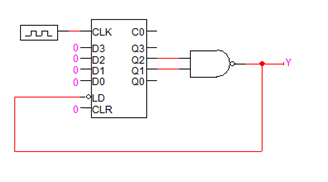 CLK C0
0 D3 Q3
0 D2 Q2
0 D1 Q1
0 D0 Q0
LD
0 CLR
Y